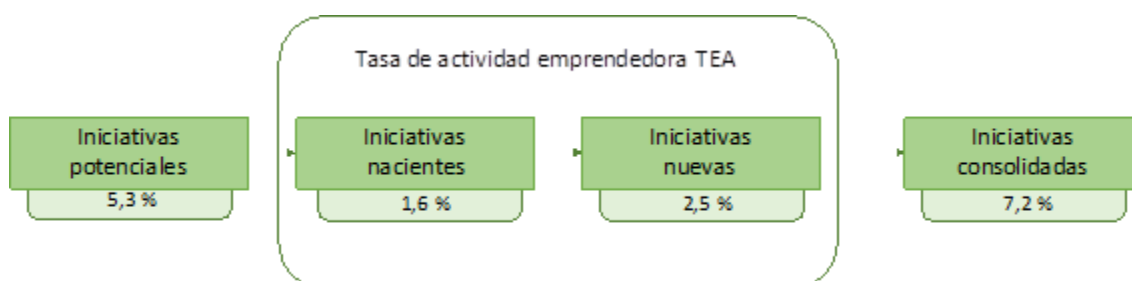 Tasa de actividad emprendedora TEA
Iniciativas
potenciales
5,3 %
Iniciativas
nacientes
1,6 %
Iniciativas
nuevas
2,5 %
Iniciativas
consolidadas
7,2 %